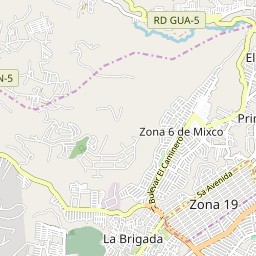 RD GUA-5
El
N-5
Prin
Zona 6 de Mixco
Bulevar El Caminero
5a Avenida
Zona 19
La Brigada